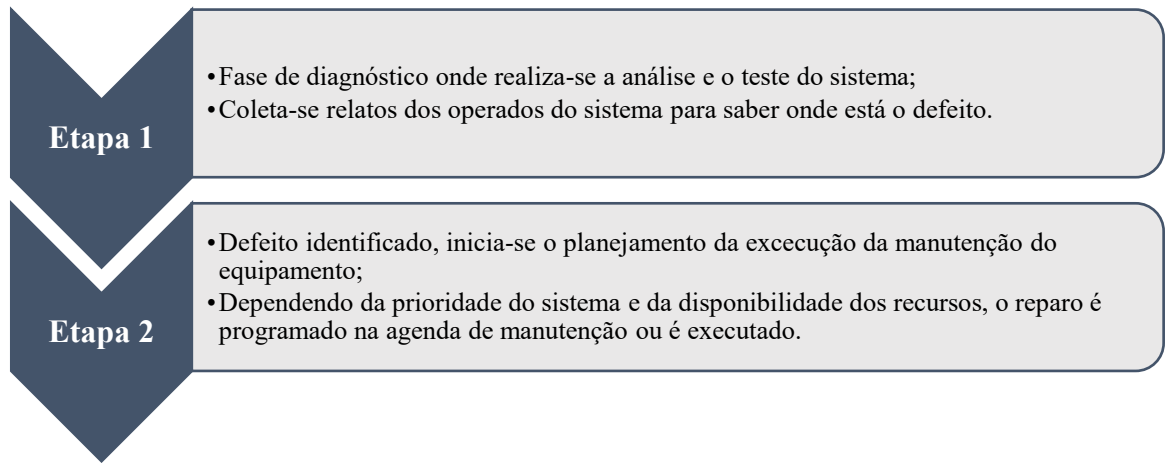 Etapa 1
•Fase de diagnóstico onde realiza-se a análise e o teste do sistema;
•Coleta-se relatos dos operados do sistema para saber onde está o defeito.
Etapa 2
•Defeito identificado, inicia-se o planejamento da excecução da manutenção do
equipamento;
•Dependendo da prioridade do sistema e da disponibilidade dos recursos, o reparo é
programado na agenda de manutenção ou é executado.